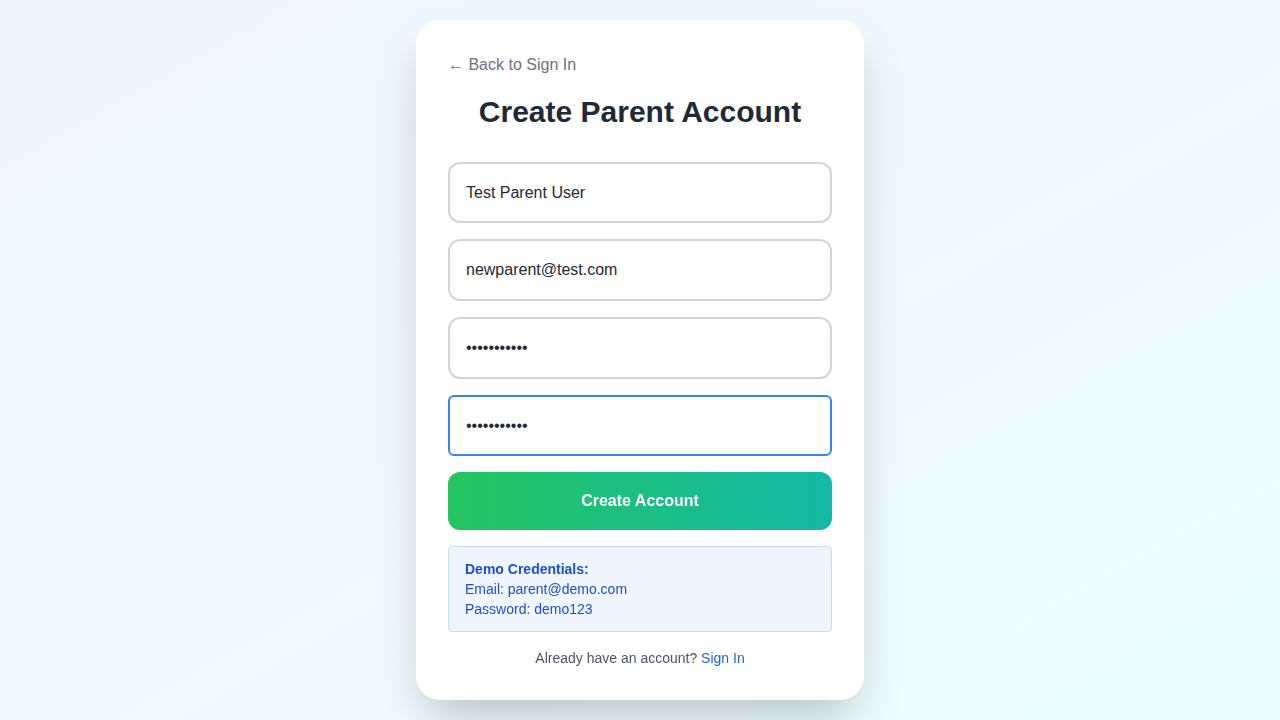 ← Back to Sign In
Create Parent Account
Test Parent User
newparent@test.com
•••••••••••
•••••••••••
Create Account
Demo Credentials:
Email: parent@demo.com
Password: demo123
Already have an account? Sign In